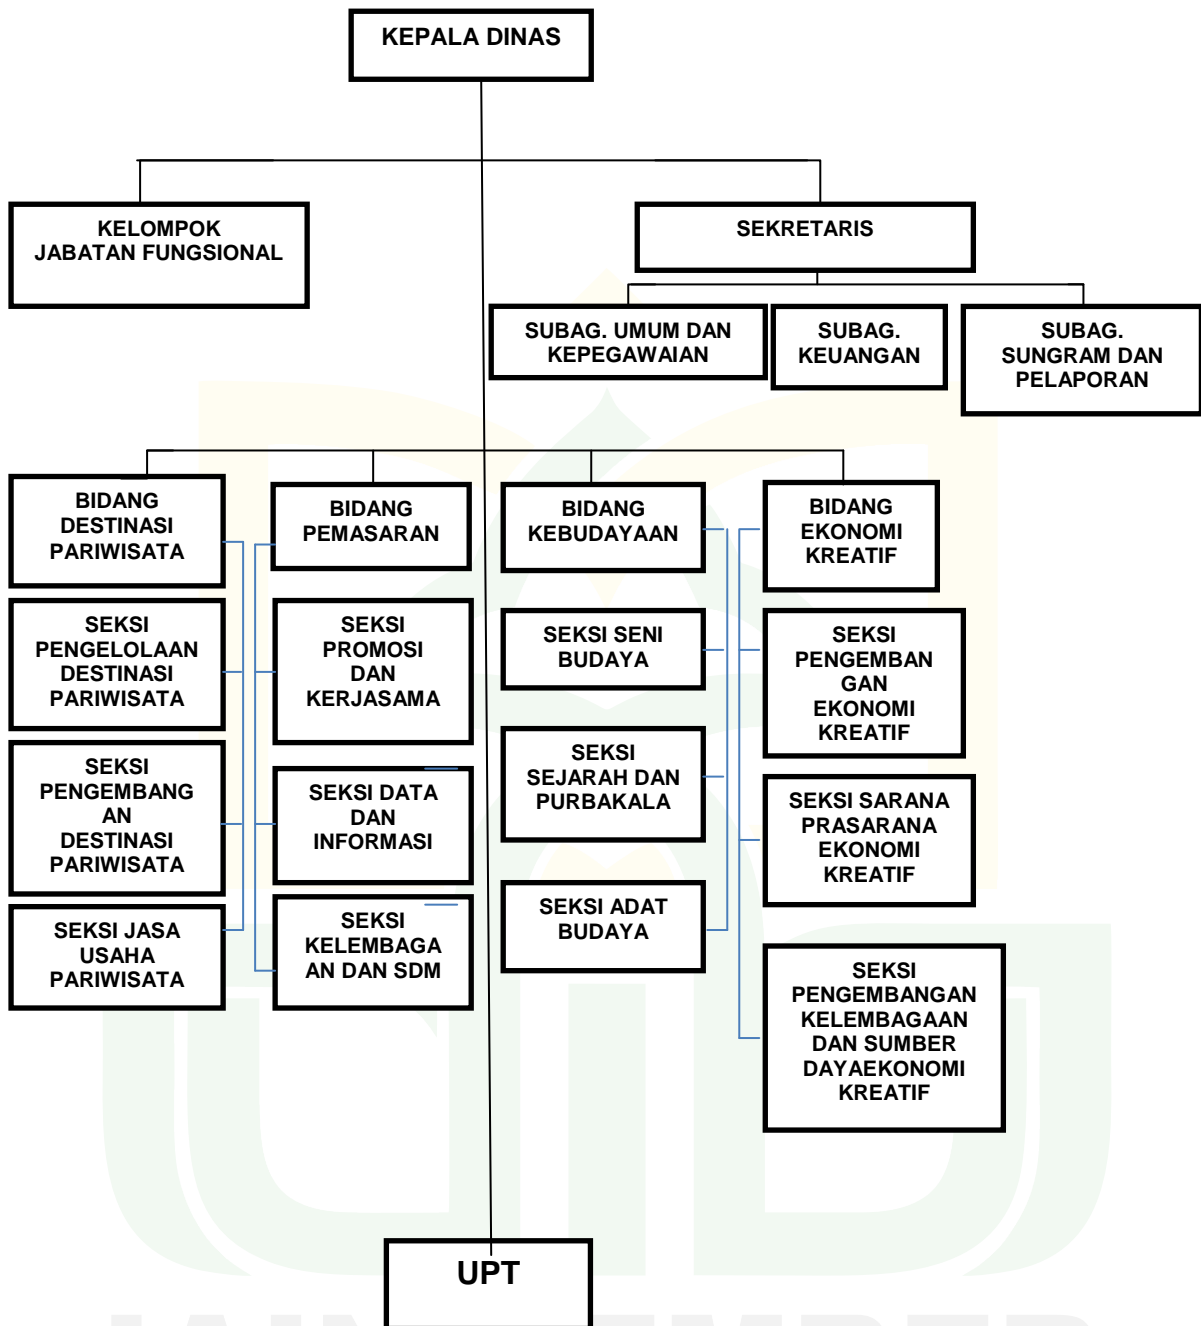 KEPALA DINAS
KELOMPOK
JABATAN FUNGSIONAL
SEKRETARIS
SUBAG. UMUM DAN
KEPEGAWAIAN
SUBAG.
KEUANGAN
SUBAG.
SUNGRAM DAN
PELAPORAN
BIDANG
DESTINASI
PARIWISATA
BIDANG
PEMASARAN
BIDANG
KEBUDAYAAN
BIDANG
EKONOMI
KREATIF
SEKSI
PENGELOLAAN
DESTINASI
PARIWISATA
SEKSI
PROMOSI
DAN
KERJASAMA
SEKSI SENI
BUDAYA
SEKSI
PENGEMBAN
GAN
EKONOMI
KREATIF
SEKSI
PENGEMBANG
AN
DESTINASI
PARIWISATA
SEKSI DATA
DAN
INFORMASI
SEKSI
SEJARAH DAN
PURBAKALA
SEKSI SARANA
PRASARANA
EKONOMI
KREATIF
SEKSI JASA
USAHA
PARIWISATA
SEKSI
KELEMBAGA
AN DAN SDM
SEKSI ADAT
BUDAYA
SEKSI
PENGEMBANGAN
KELEMBAGAAN
DAN SUMBER
DAYAEKONOMI
KREATIF
UPT